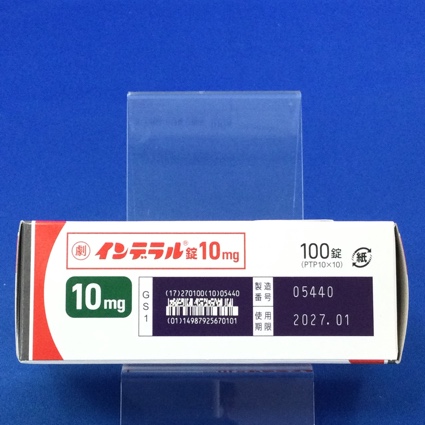 劇 インデラル®錠10mg
100錠
(PTP10×10)
紙
10mg
GS1
(17)270100(10)05440
(01)14987925670101
製造番号 05440
使用期限 2027.01